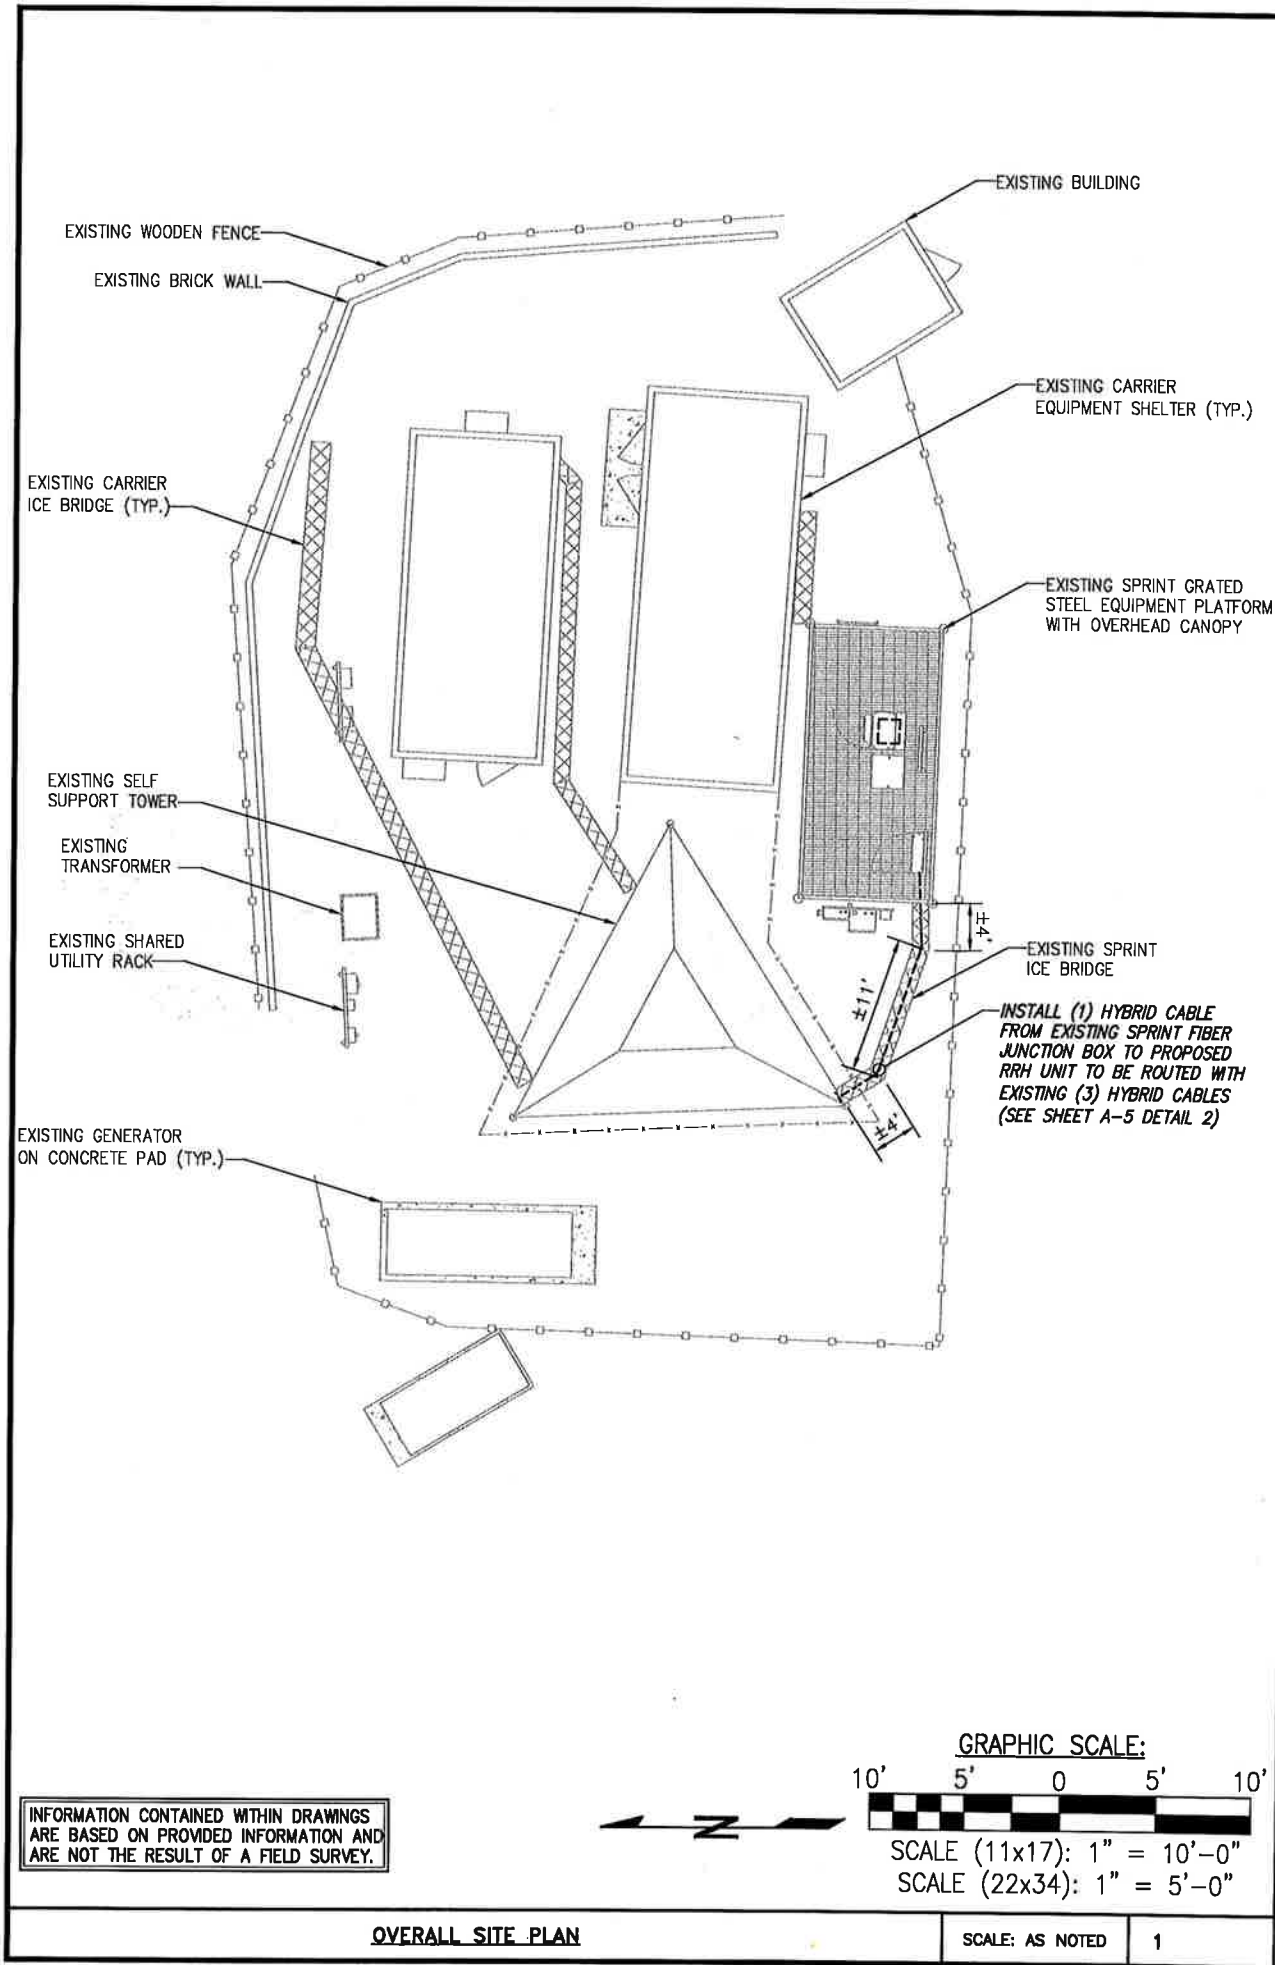 EXISTING BUILDING
EXISTING WOODEN FENCE
EXISTING BRICK WALL
EXISTING CARRIER
EQUIPMENT SHELTER (TYP.)
EXISTING CARRIER
ICE BRIDGE (TYP.)
EXISTING SPRINT GRATED
STEEL EQUIPMENT PLATFORM
WITH OVERHEAD CANOPY
EXISTING SELF
SUPPORT TOWER
EXISTING
TRANSFORMER
EXISTING SHARED
UTILITY RACK
±4'
EXISTING SPRINT
ICE BRIDGE
±11'
INSTALL (1) HYBRID CABLE
FROM EXISTING SPRINT FIBER
JUNCTION BOX TO PROPOSED
RRH UNIT TO BE ROUTED WITH
EXISTING (3) HYBRID CABLES
(SEE SHEET A-5 DETAIL 2)
±4'
EXISTING GENERATOR
ON CONCRETE PAD (TYP.)
GRAPHIC SCALE:
10' 5' 0 5' 10'
SCALE (11x17): 1" = 10'-0"
SCALE (22x34): 1" = 5'-0"
N
INFORMATION CONTAINED WITHIN DRAWINGS
ARE BASED ON PROVIDED INFORMATION AND
ARE NOT THE RESULT OF A FIELD SURVEY.
OVERALL SITE PLAN
SCALE: AS NOTED
1